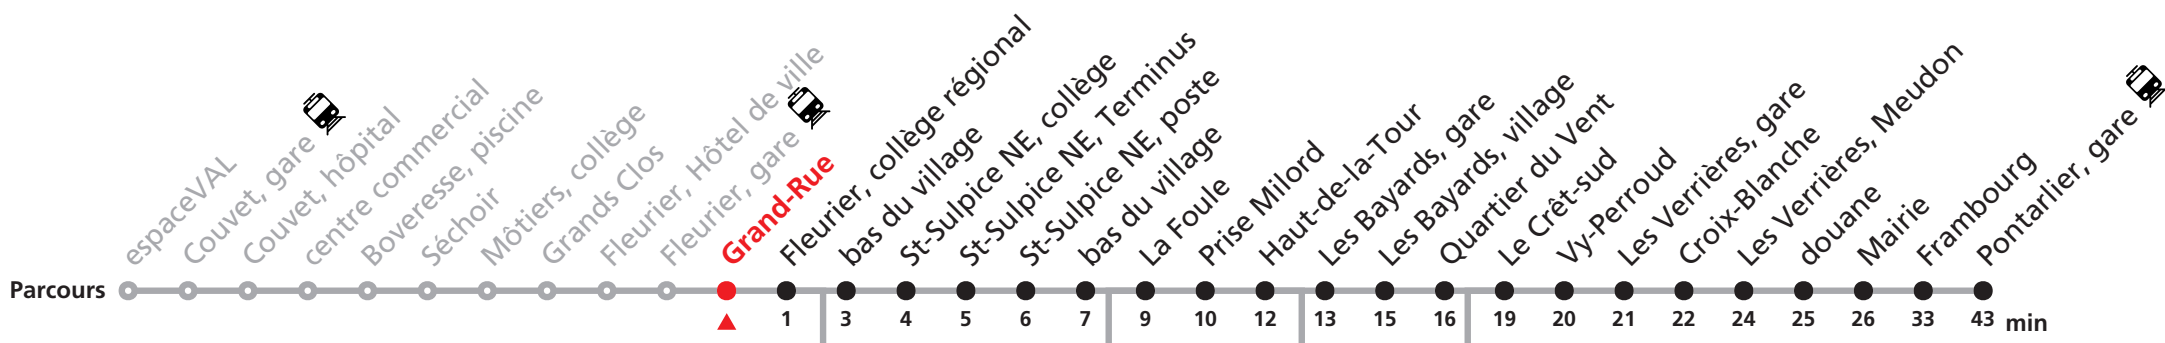 espaceVAL
Couvet, gare
Couvet, hôpital
centre commercial
Boveresse, piscine
Séchoir
Môtiers, collège
Grands Clos
Fleurier, Hôtel de ville
Fleurier, gare
Grand-Rue
Fleurier, collège régional
bas du village
St-Sulpice NE, collège
St-Sulpice NE, Terminus
St-Sulpice NE, poste
bas du village
La Foule
Prise Milord
Haut-de-la-Tour
Les Bayards, gare
Les Bayards, village
Quartier du Vent
Le Crêt-sud
Vy-Perroud
Les Verrières, gare
Croix-Blanche
Les Verrières, Meudon
douane
Mairie
Frambourg
Pontarlier, gare
Parcours
1 3 4 5 6 7 9 10 12 13 15 16 19 20 21 22 24 25 26 33 43 min